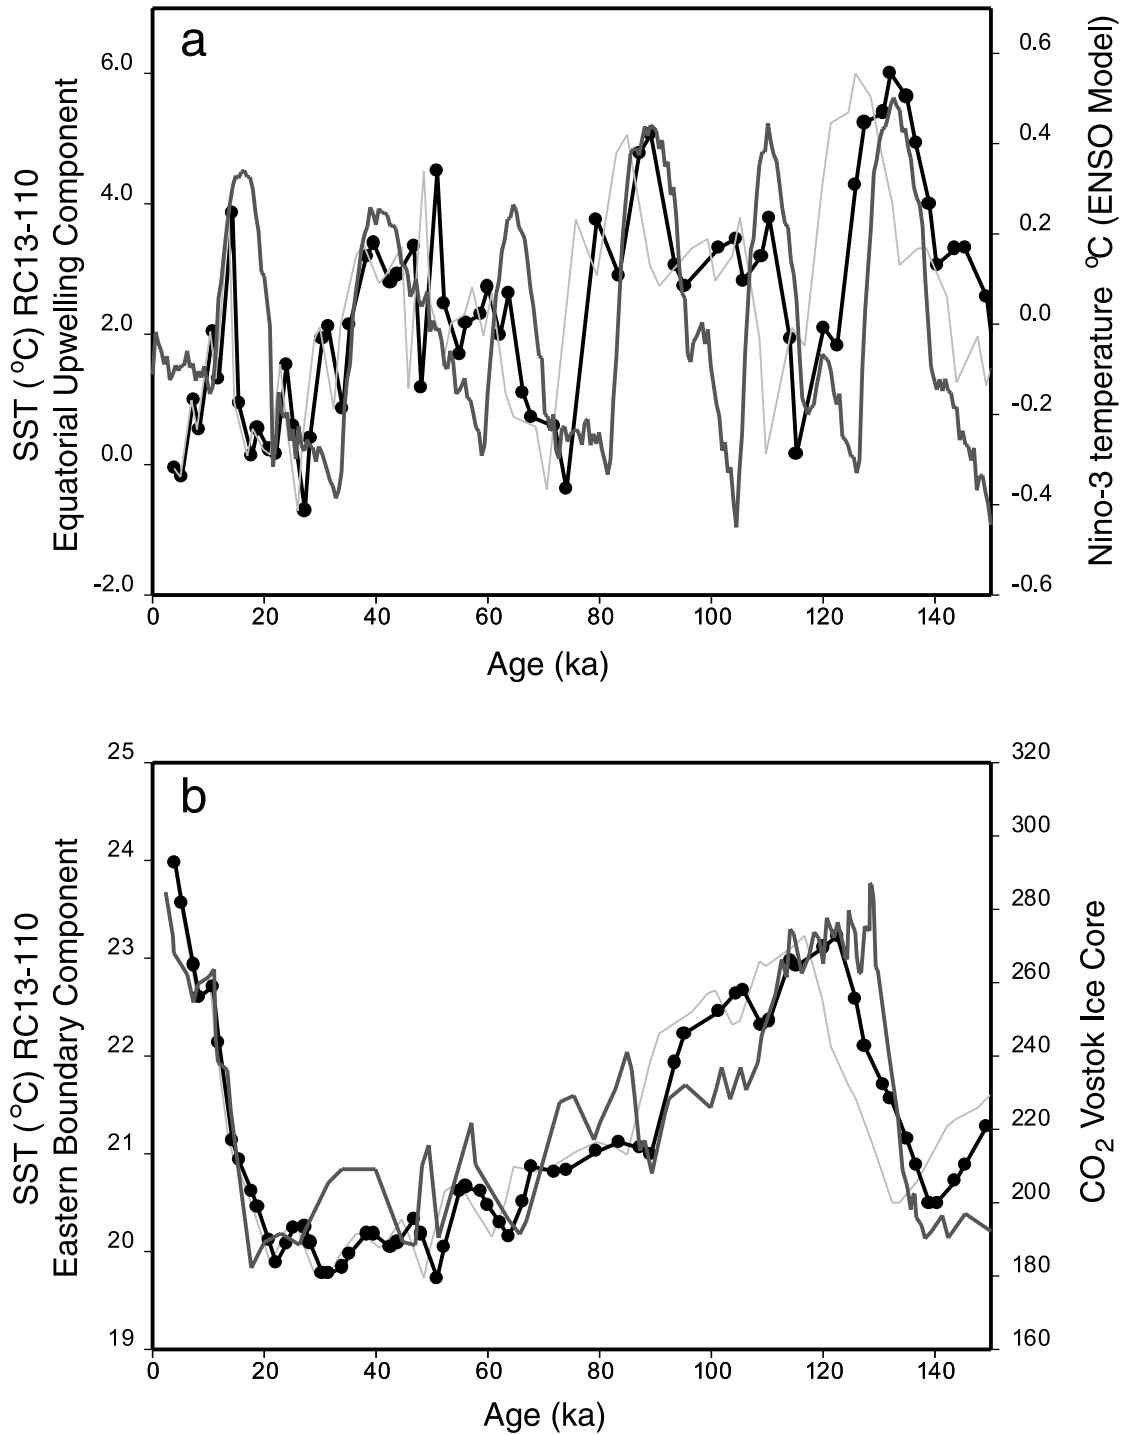 a
SST (°C) RC13-110
Equatorial Upwelling Component
6.0
4.0
2.0
0.0
-2.0
0.6
0.4
0.2
0.0
-0.2
-0.4
-0.6
Nino-3 temperature °C (ENSO Model)
0 20 40 60 80 100 120 140
Age (ka)
b
SST (°C) RC13-110
Eastern Boundary Component
25
24
23
22
21
20
19
320
300
280
260
240
220
200
180
160
CO2 Vostok Ice Core
0 20 40 60 80 100 120 140
Age (ka)